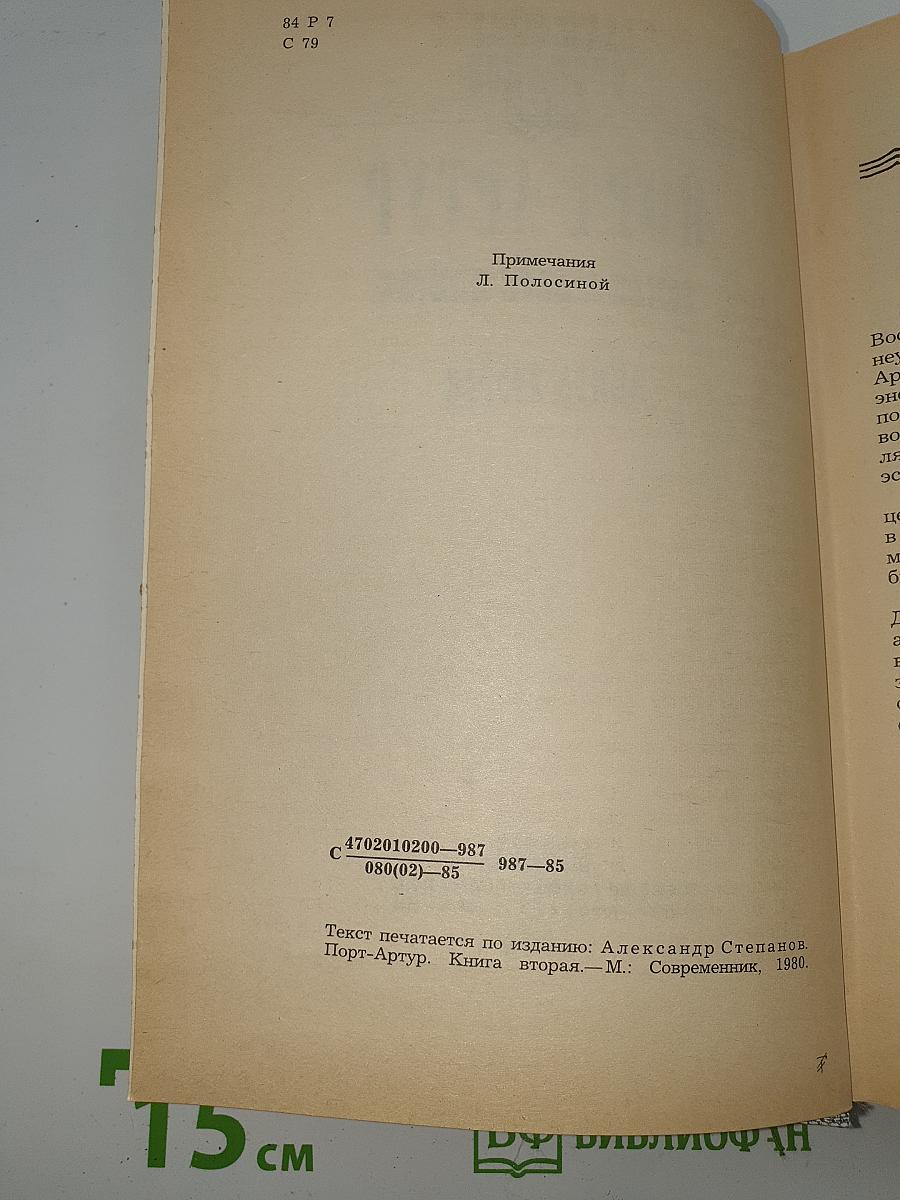 84 Р 7
С 79
Примечания
Л. Полосиной
С 4702010200—987
080(02)—85
987—85
Текст печатается по изданию: Александр Степанов.
Порт-Артур. Книга вторая.—М.: Современник, 1980.
15 см
БИБЛИОФАН